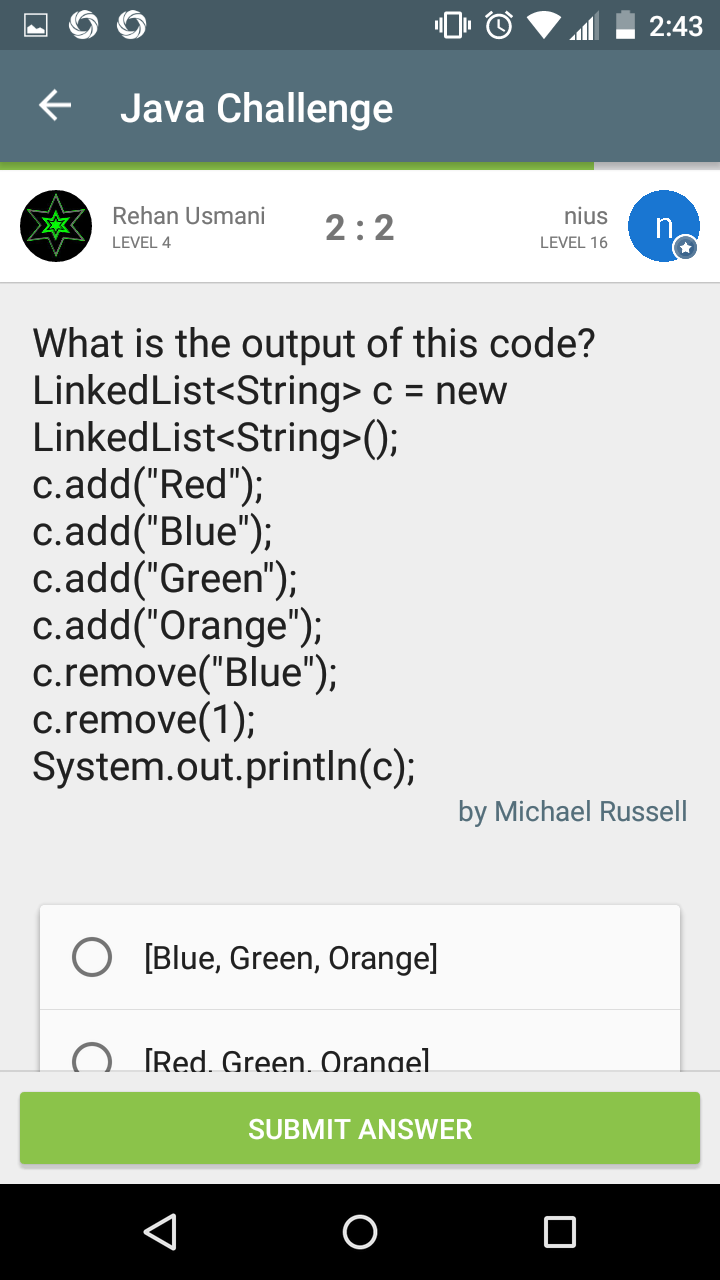 2:43
Java Challenge
Rehan Usmani
LEVEL 4
2 : 2
nius
LEVEL 16
n
What is the output of this code?
LinkedList<String> c = new
LinkedList<String>();
c.add("Red");
c.add("Blue");
c.add("Green");
c.add("Orange");
c.remove("Blue");
c.remove(1);
System.out.println(c);
by Michael Russell
[Blue, Green, Orange]
[Red, Green, Orange]
SUBMIT ANSWER